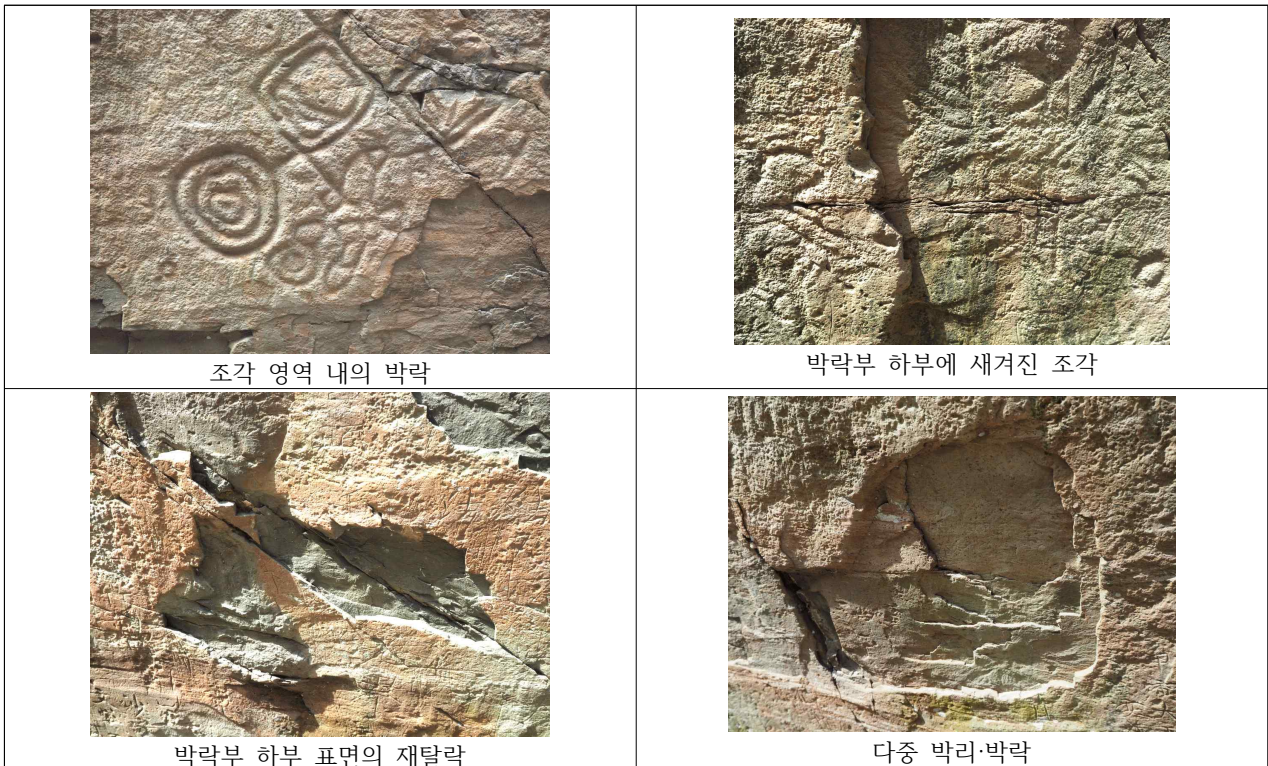 조각 영역 내의 박락
박락부 하부에 새겨진 조각
박락부 하부 표면의 재탈락
다중 박리·박락